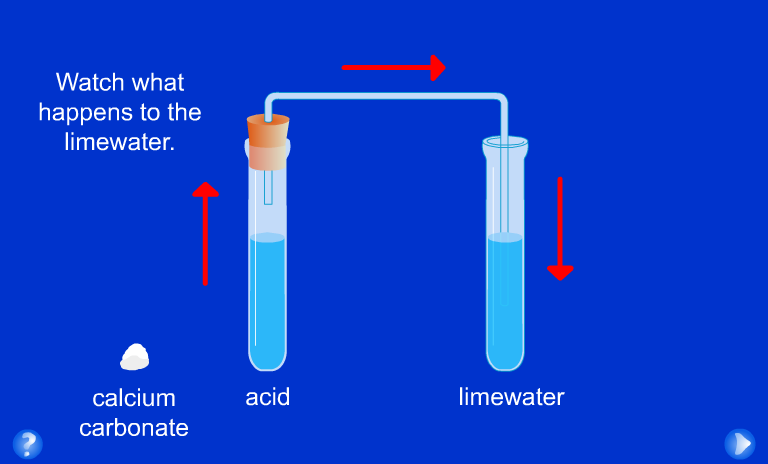 Watch what
happens to the
limewater.
calcium
carbonate
acid
limewater
?